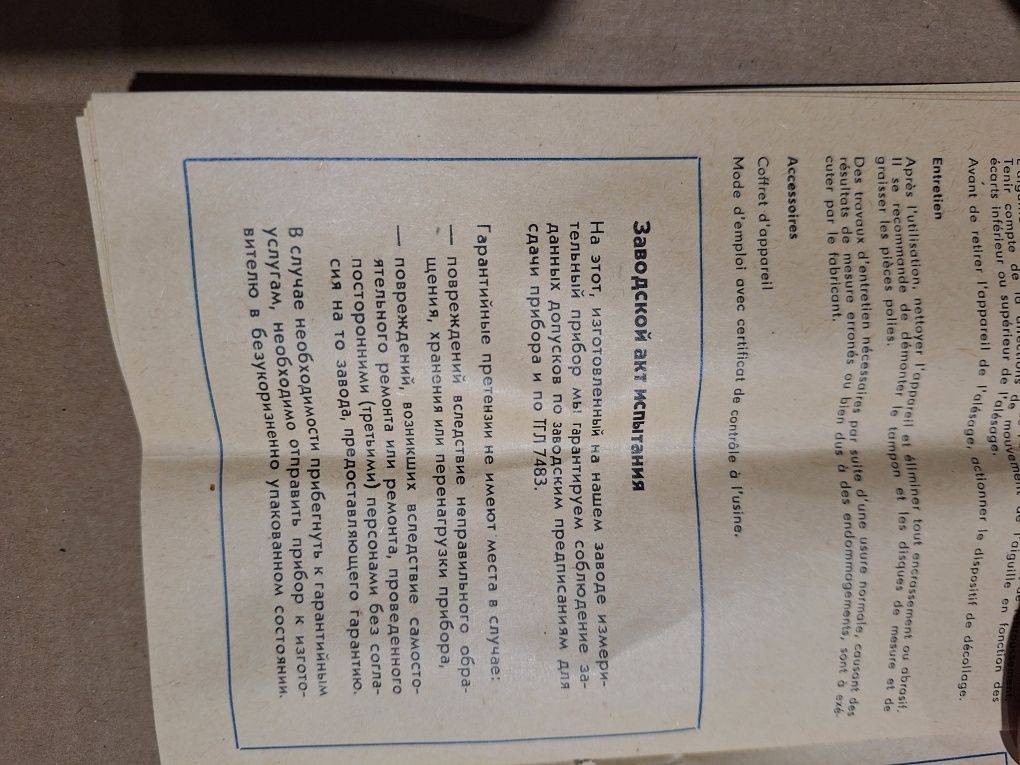 Tenir compte de la directions de mouvement de l'aiguille en fonction des
écarts inférieur ou supérieur de l'alésage.
Avant de retirer l'appareil de l'alésage, actionner le dispositif de décollage.
Entretien
Après l'utilisation, nettoyer l'appareil et éliminer tout encrassement ou abrasif.
Il se recommande de démonter le tampon et les disques de mesure et de
graisser les pièces polies.
Des travaux d'entretien nécessaires par suite d'une usure normale, causant des
résultats de mesure erronés ou bien dus à des endommagements, sont à exé-
cuter par le fabricant.
Accessoires
Coffret d'appareil
Mode d'emploi avec certificat de contrôle à l'usine.
Заводской акт испытания
На этот, изготовленный на нашем заводе измери-
тельный прибор мы гарантируем соблюдение за-
данных допусков по заводским предписаниям для
сдачи прибора и по ТГЛ 7483.
Гарантийные претензии не имеют места в случае:
— повреждений вследствие неправильного обра-
щения, хранения или перенагрузки прибора,
— повреждений, возникших вследствие самосто-
ятельного ремонта или ремонта, проведенного
посторонними (третьими) персонами без согла-
сия на то завода, предоставляющего гарантию.
В случае необходимости прибегнуть к гарантийным
услугам, необходимо отправить прибор к изгото-
вителю в безукоризненно упакованном состоянии.